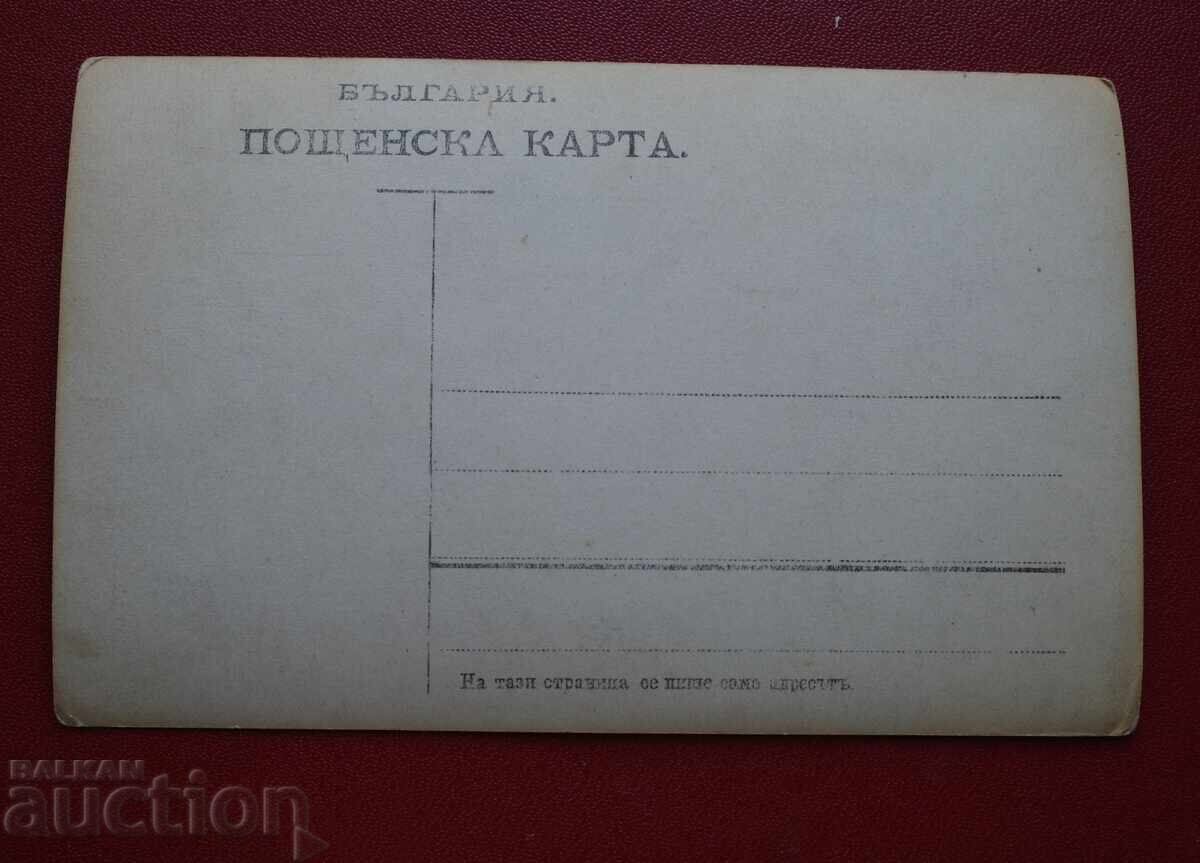 БЪЛГАРИЯ.
ПОЩЕНСКА КАРТА.
На тази страница се пише само адресътъ.
BALKAN
auction